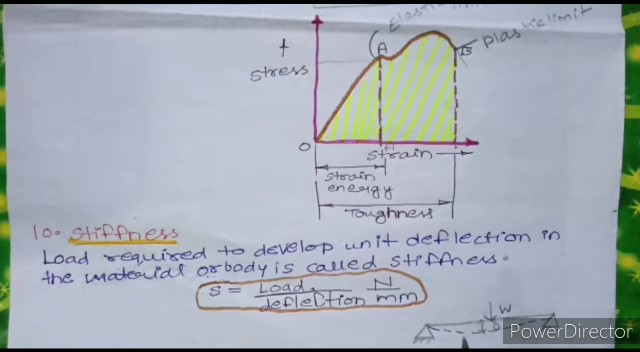 Elastic limit
A
B plastic limit
↑
stress
O
A'
strain →
strain
energy
Toughness
10. Stiffness
Load required to develop unit deflection in
the material or body is called stiffness.
S = Load / deflection N / mm
W
PowerDirector